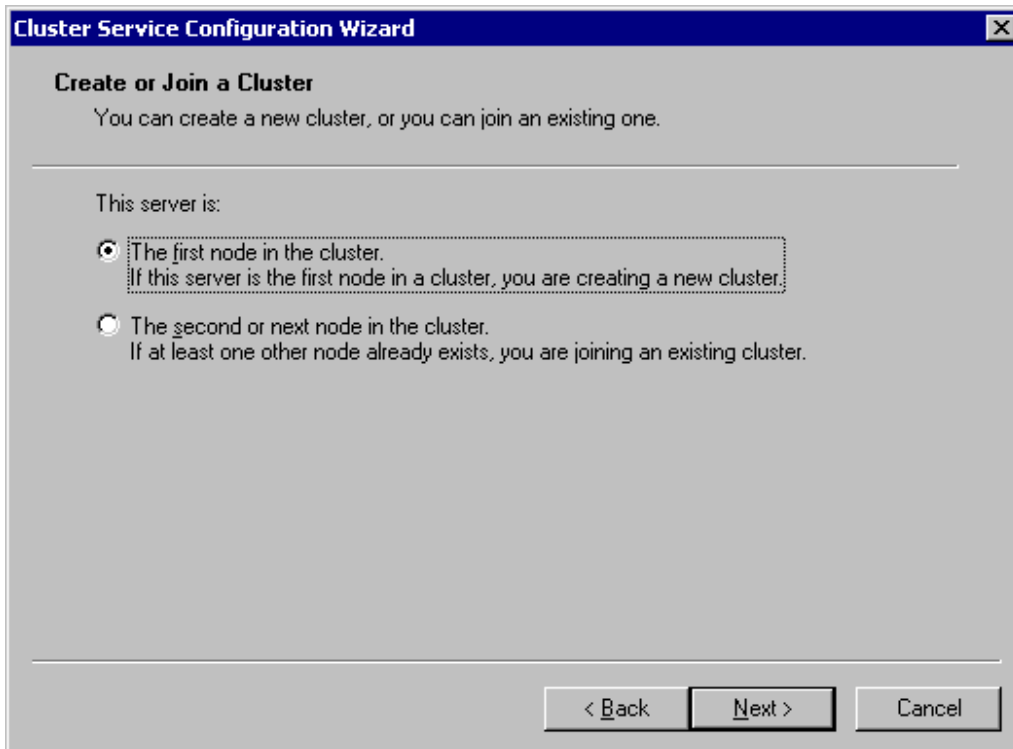 Cluster Service Configuration Wizard
Create or Join a Cluster
You can create a new cluster, or you can join an existing one.
This server is:
The first node in the cluster.
If this server is the first node in a cluster, you are creating a new cluster.
The second or next node in the cluster.
If at least one other node already exists, you are joining an existing cluster.
< Back
Next >
Cancel